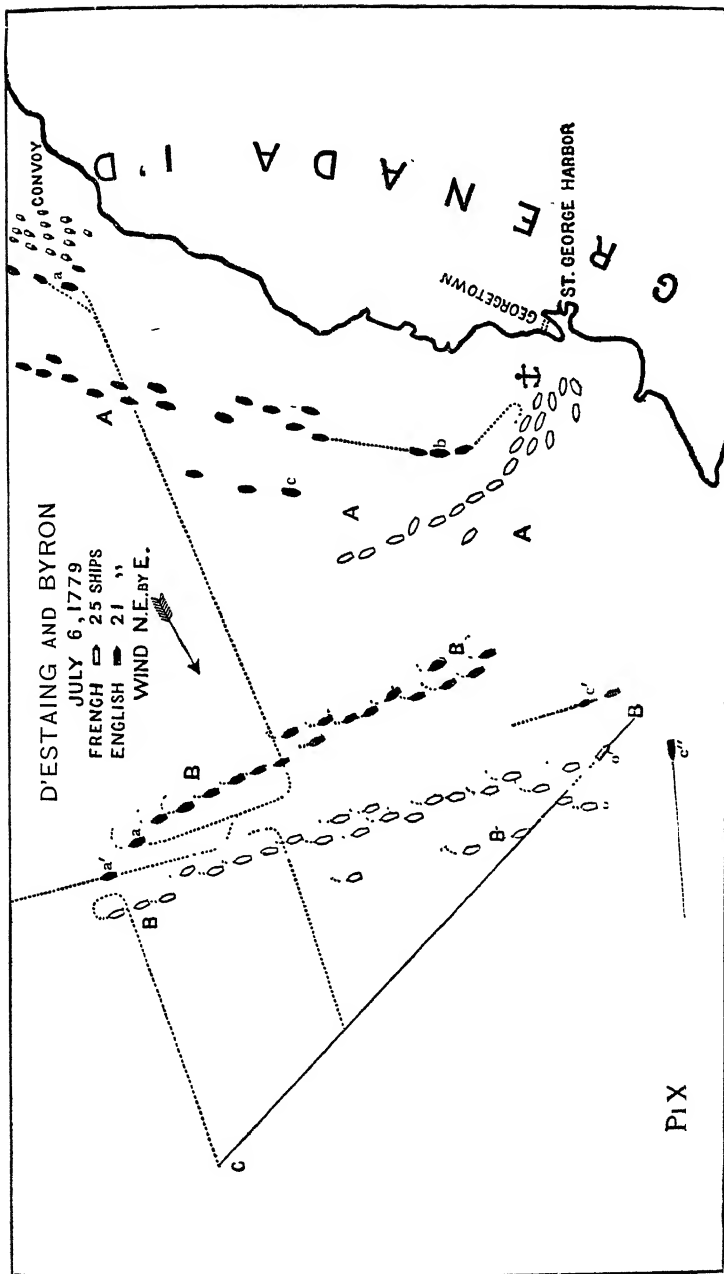 D'ESTAING AND BYRON
JULY 6, 1779
FRENCH 25 SHIPS
ENGLISH 21 ,,
WIND N.E. BY E.
CONVOY
GRENADA I'D
GEORGETOWN
ST. GEORGE HARBOR
a
A
b
c
A
A
B
B'
a
a'
B
B'
c'
B
o
c''
C
Pl X